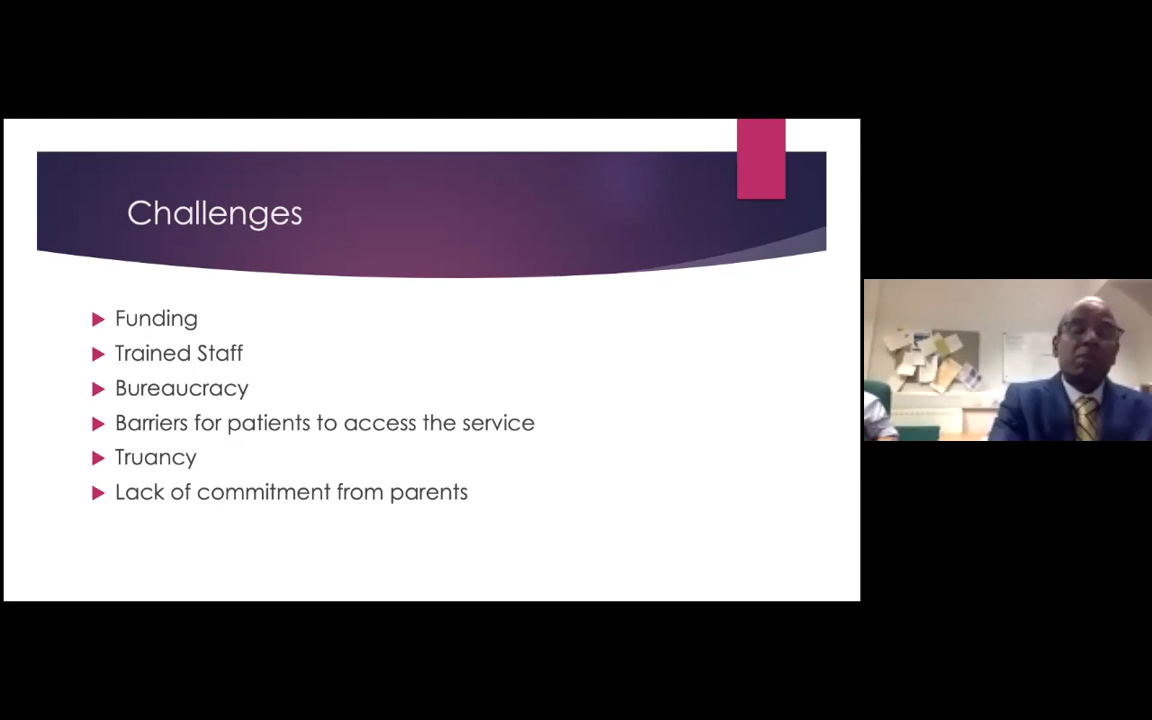 Challenges
Funding
Trained Staff
Bureaucracy
Barriers for patients to access the service
Truancy
Lack of commitment from parents